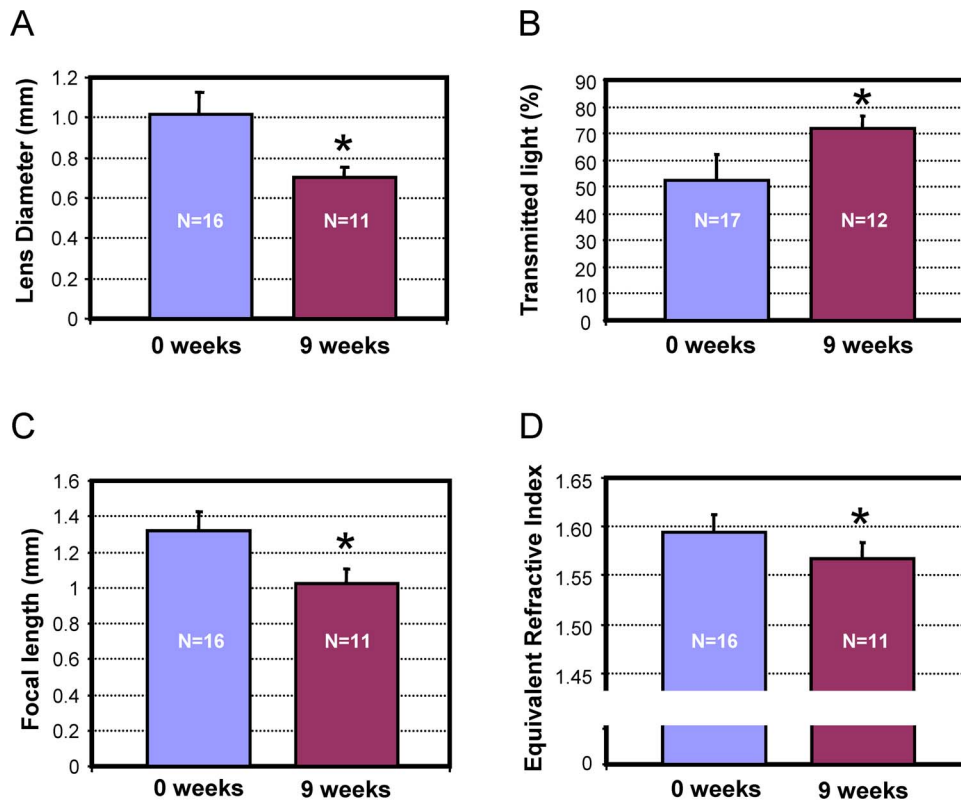 A
Lens Diameter (mm)
1.2
1.0
0.8
0.6
0.4
0.2
0
N=16
*
N=11
0 weeks
9 weeks
B
Transmitted light (%)
90
80
70
60
50
40
30
20
10
0
N=17
*
N=12
0 weeks
9 weeks
C
Focal length (mm)
1.6
1.4
1.2
1
0.8
0.6
0.4
0.2
0
N=16
*
N=11
0 weeks
9 weeks
D
Equivalent Refractive Index
1.65
1.60
1.55
1.50
1.45
0
N=16
*
N=11
0 weeks
9 weeks